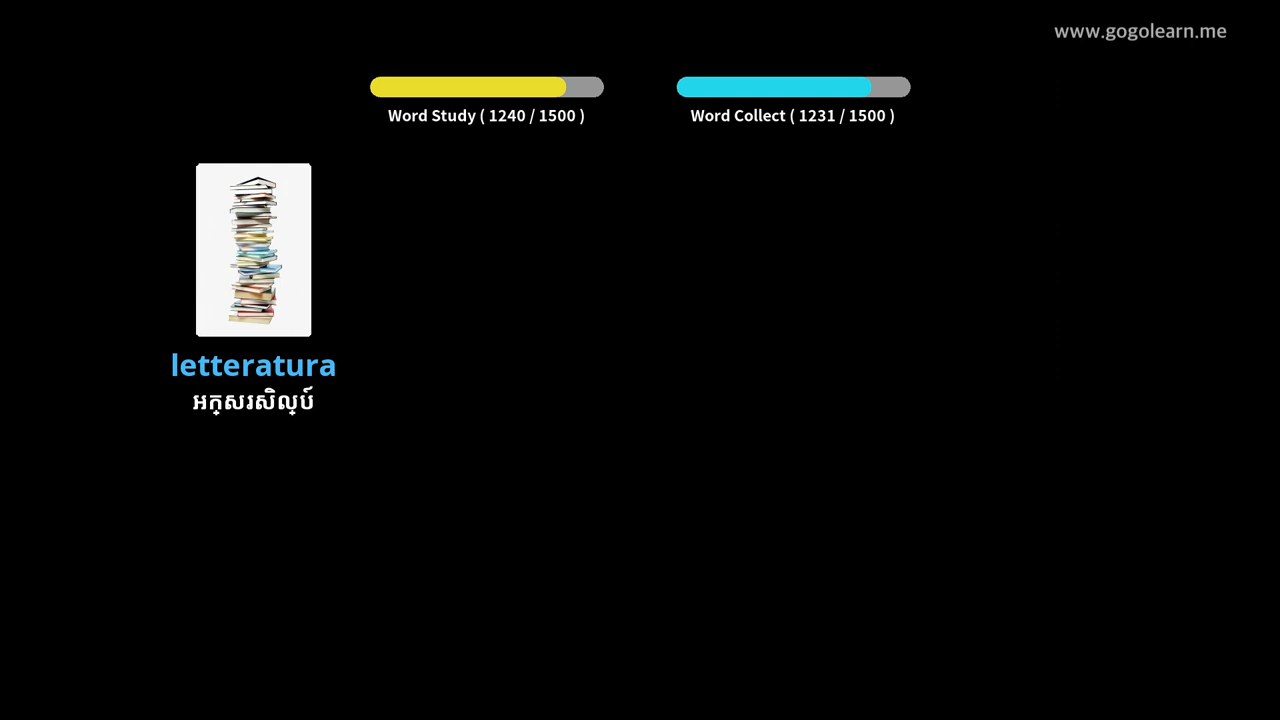 www.gogolearn.me
Word Study ( 1240 / 1500 )
Word Collect ( 1231 / 1500 )
letteratura
អក្សរសិល្ប៍